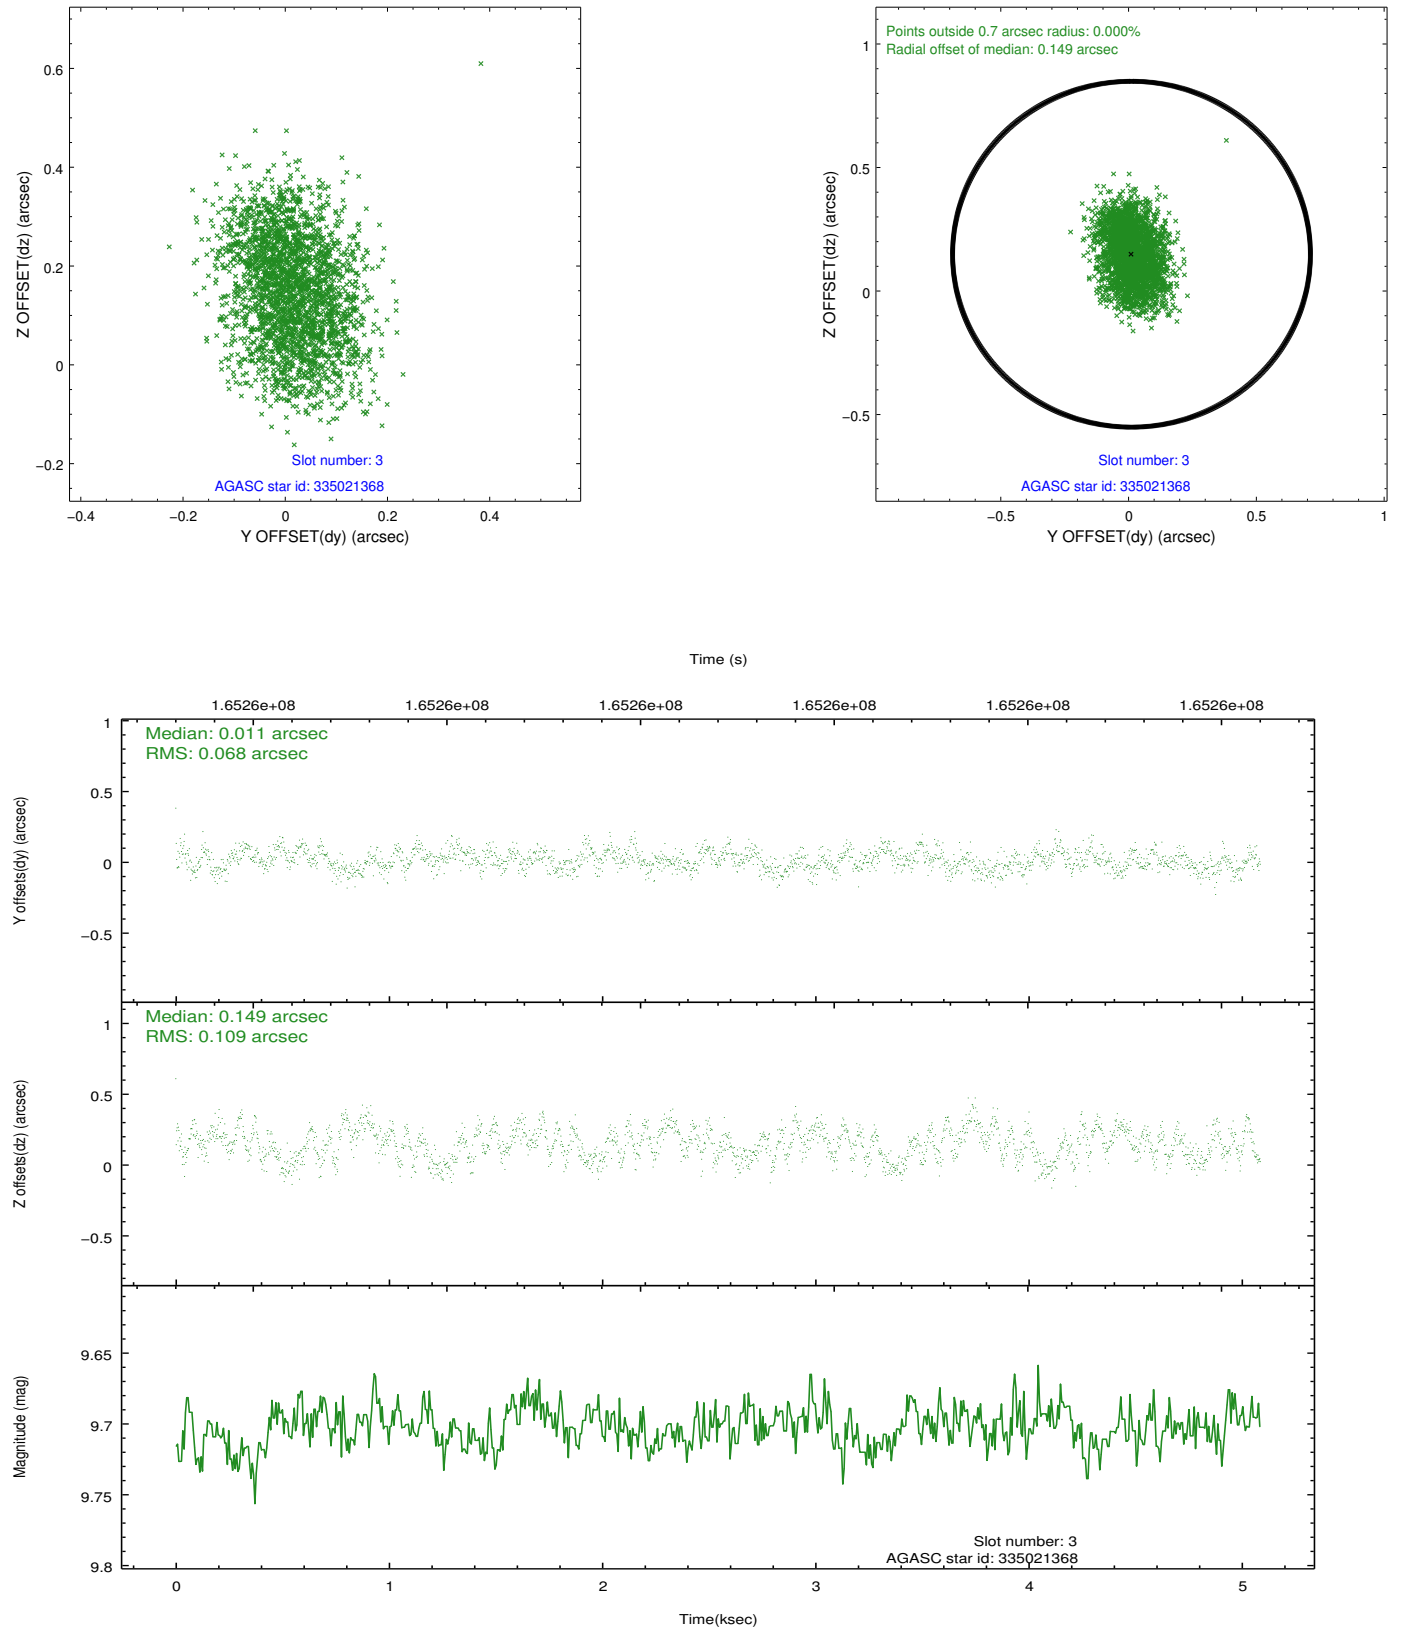 0.6
0.4
0.2
0
−0.2
−0.4
−0.2
0
0.2
0.4
Z OFFSET(dz) (arcsec)
Y OFFSET(dy) (arcsec)
Slot number: 3
AGASC star id: 335021368
Points outside 0.7 arcsec radius: 0.000%
Radial offset of median: 0.149 arcsec
1
0.5
0
−0.5
−0.5
0
0.5
1
Z OFFSET(dz) (arcsec)
Y OFFSET(dy) (arcsec)
Slot number: 3
AGASC star id: 335021368
Time (s)
1.6526e+08 1.6526e+08 1.6526e+08 1.6526e+08 1.6526e+08 1.6526e+08
Median: 0.011 arcsec
RMS: 0.068 arcsec
1
0.5
0
−0.5
Y offsets(dy) (arcsec)
Median: 0.149 arcsec
RMS: 0.109 arcsec
1
0.5
0
−0.5
Z offsets(dz) (arcsec)
9.65
9.7
9.75
9.8
Magnitude (mag)
Slot number: 3
AGASC star id: 335021368
0 1 2 3 4 5
Time(ksec)